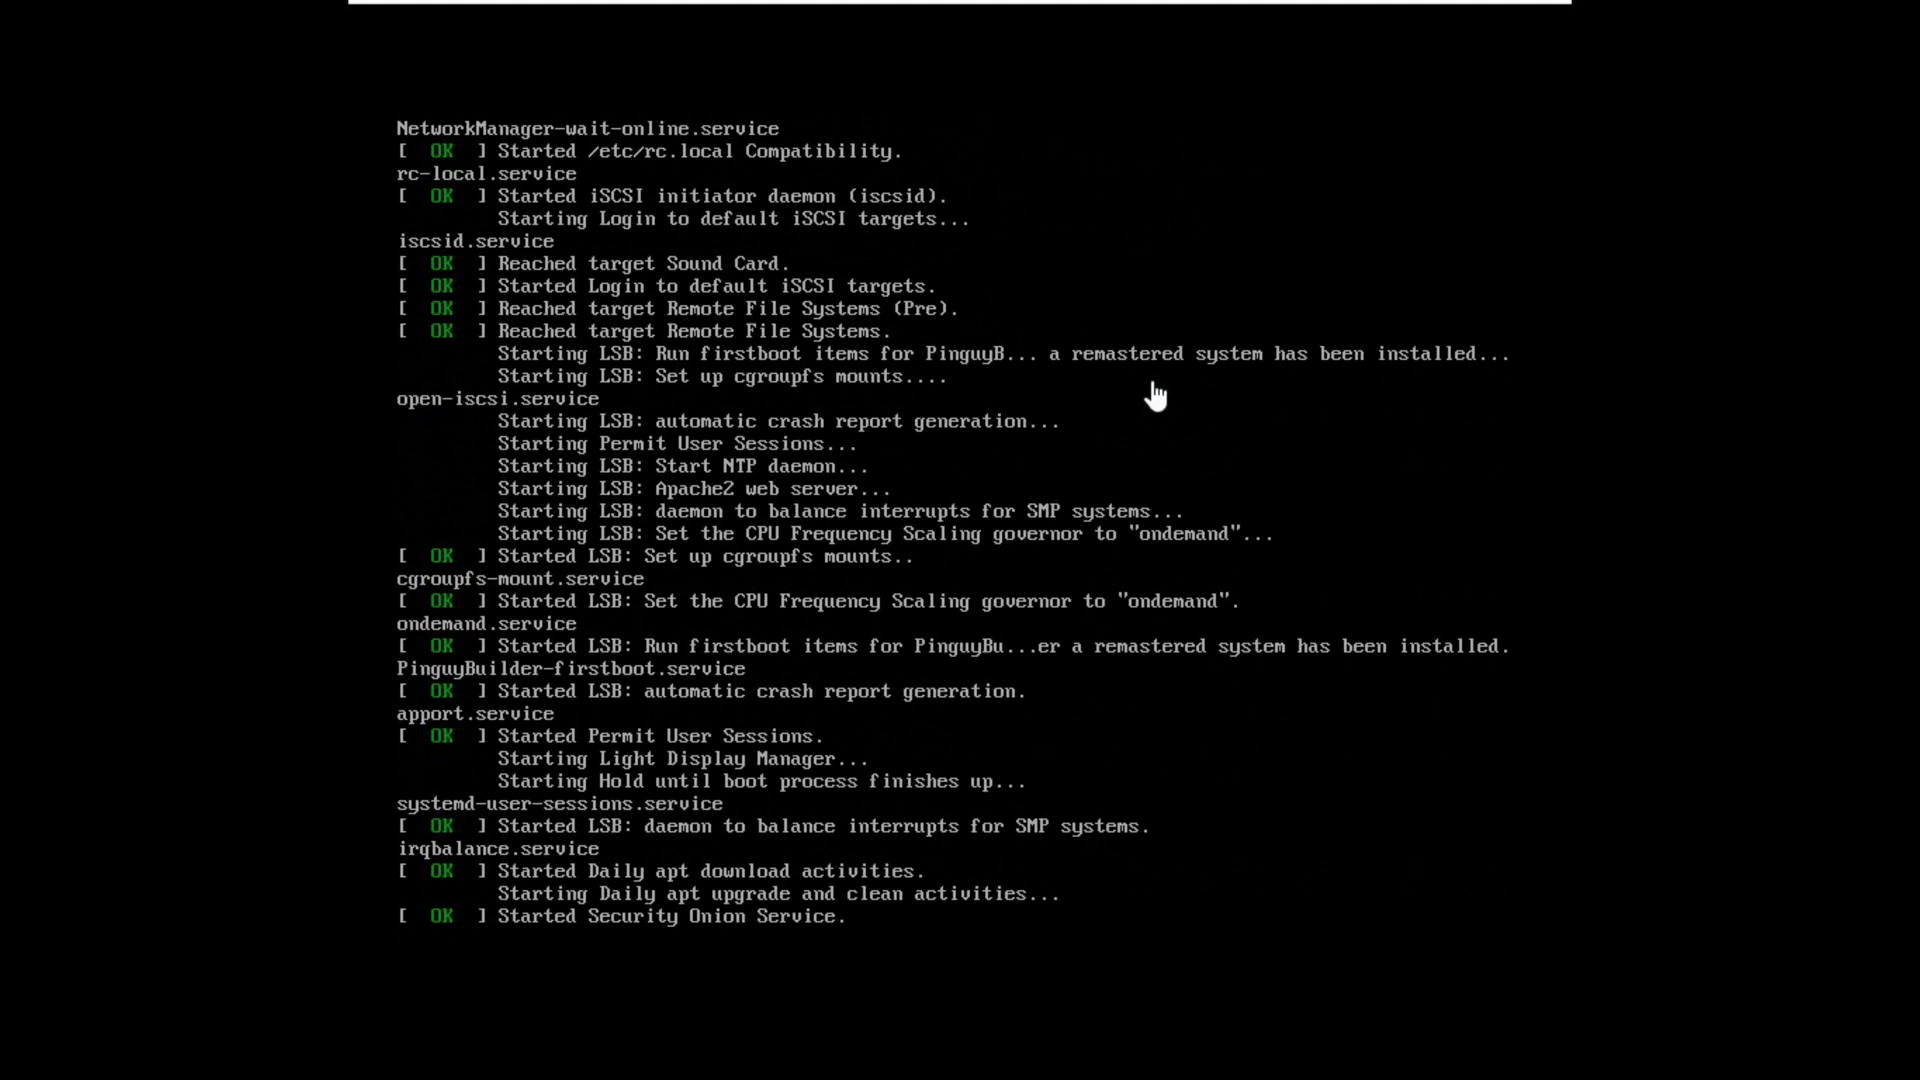 NetworkManager-wait-online.service
[  OK  ] Started /etc/rc.local Compatibility.
rc-local.service
[  OK  ] Started iSCSI initiator daemon (iscsid).
         Starting Login to default iSCSI targets...
iscsid.service
[  OK  ] Reached target Sound Card.
[  OK  ] Started Login to default iSCSI targets.
[  OK  ] Reached target Remote File Systems (Pre).
[  OK  ] Reached target Remote File Systems.
         Starting LSB: Run firstboot items for PinguyB... a remastered system has been installed...
         Starting LSB: Set up cgroupfs mounts....
open-iscsi.service
         Starting LSB: automatic crash report generation...
         Starting Permit User Sessions...
         Starting LSB: Start NTP daemon...
         Starting LSB: Apache2 web server...
         Starting LSB: daemon to balance interrupts for SMP systems...
         Starting LSB: Set the CPU Frequency Scaling governor to "ondemand"...
[  OK  ] Started LSB: Set up cgroupfs mounts..
cgroupfs-mount.service
[  OK  ] Started LSB: Set the CPU Frequency Scaling governor to "ondemand".
ondemand.service
[  OK  ] Started LSB: Run firstboot items for PinguyBu...er a remastered system has been installed.
PinguyBuilder-firstboot.service
[  OK  ] Started LSB: automatic crash report generation.
apport.service
[  OK  ] Started Permit User Sessions.
         Starting Light Display Manager...
         Starting Hold until boot process finishes up...
systemd-user-sessions.service
[  OK  ] Started LSB: daemon to balance interrupts for SMP systems.
irqbalance.service
[  OK  ] Started Daily apt download activities.
         Starting Daily apt upgrade and clean activities...
[  OK  ] Started Security Onion Service.